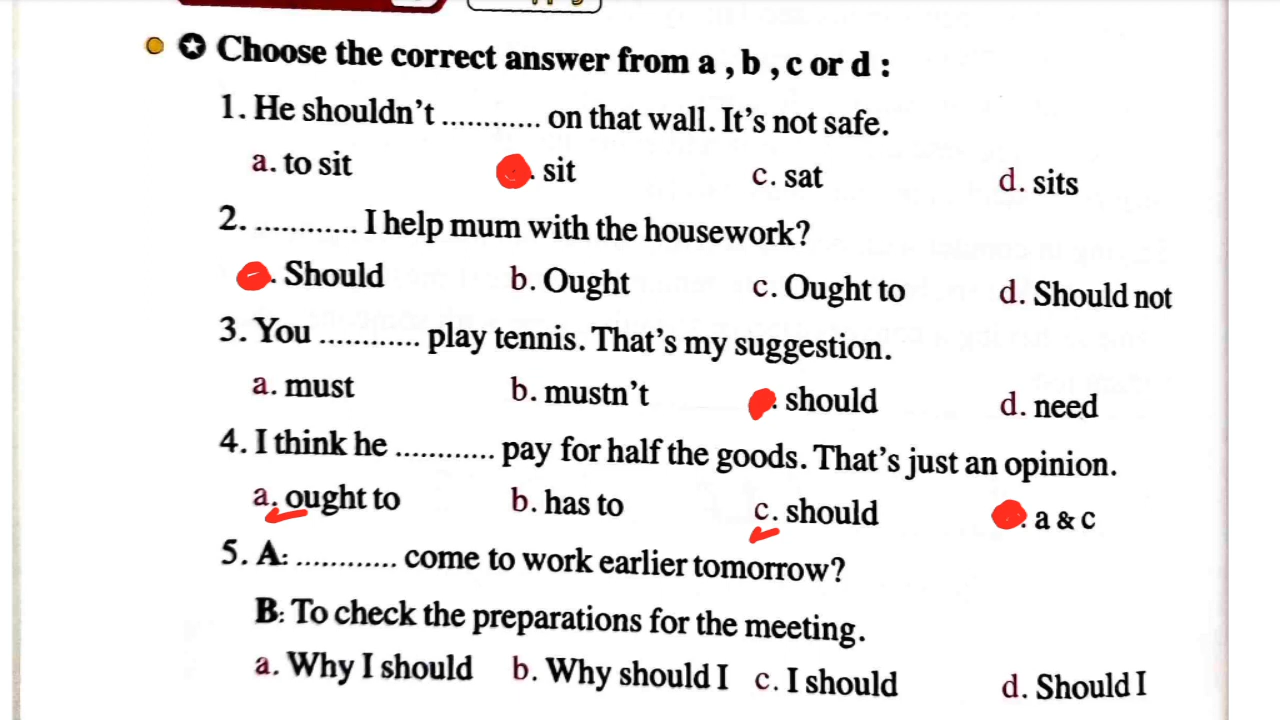 Choose the correct answer from a , b , c or d :
1. He shouldn't ............ on that wall. It's not safe.
a. to sit . sit c. sat d. sits
2. ............ I help mum with the housework?
. Should b. Ought c. Ought to d. Should not
3. You ............ play tennis. That's my suggestion.
a. must b. mustn't . should d. need
4. I think he ............ pay for half the goods. That's just an opinion.
a. ought to b. has to c. should . a & c
5. A: ............ come to work earlier tomorrow?
B: To check the preparations for the meeting.
a. Why I should b. Why should I c. I should d. Should I